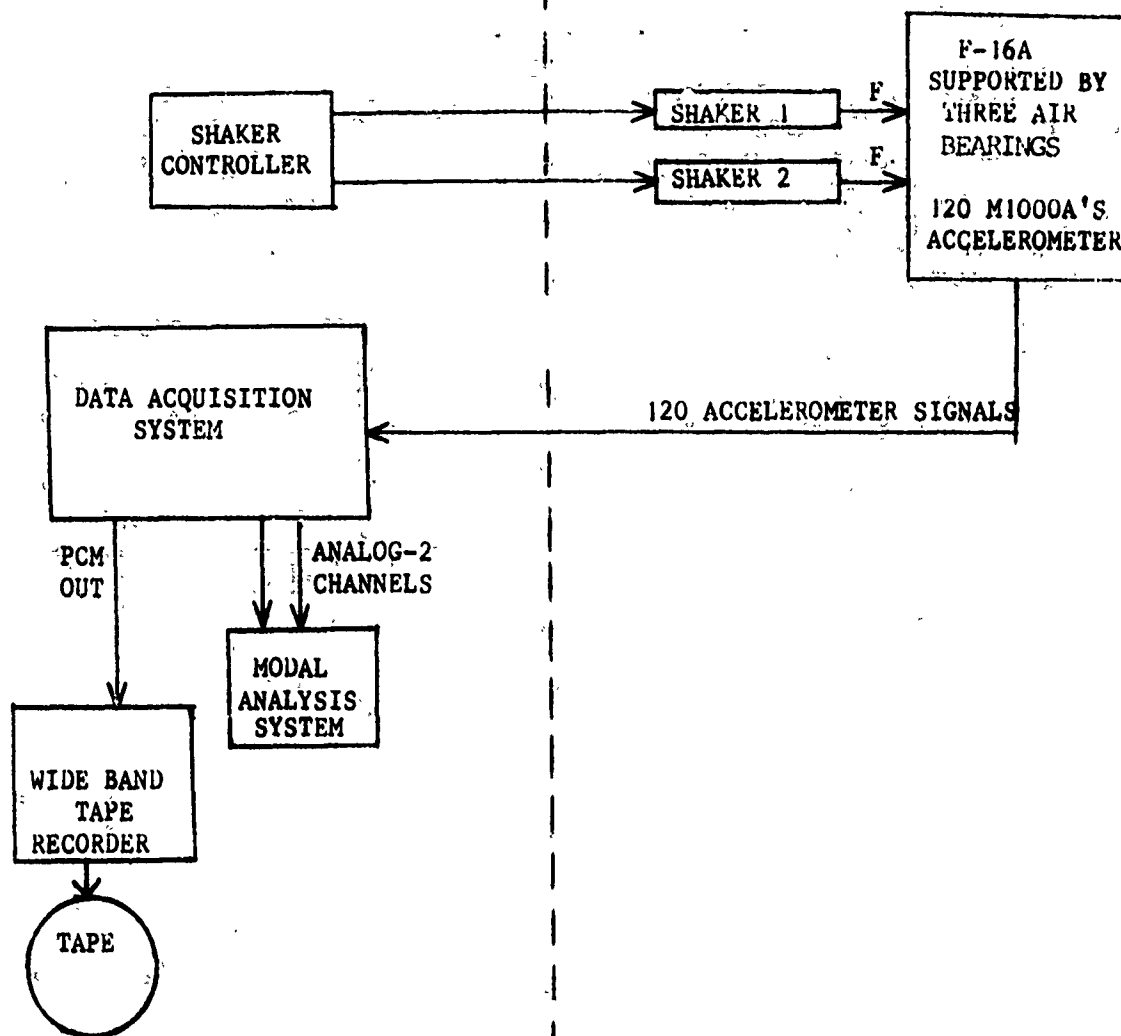 SHAKER
CONTROLLER
SHAKER 1
F
SHAKER 2
F
F-16A
SUPPORTED BY
THREE AIR
BEARINGS
120 M1000A'S
ACCELEROMETER
DATA ACQUISITION
SYSTEM
120 ACCELEROMETER SIGNALS
PCM
OUT
ANALOG-2
CHANNELS
MODAL
ANALYSIS
SYSTEM
WIDE BAND
TAPE
RECORDER
TAPE